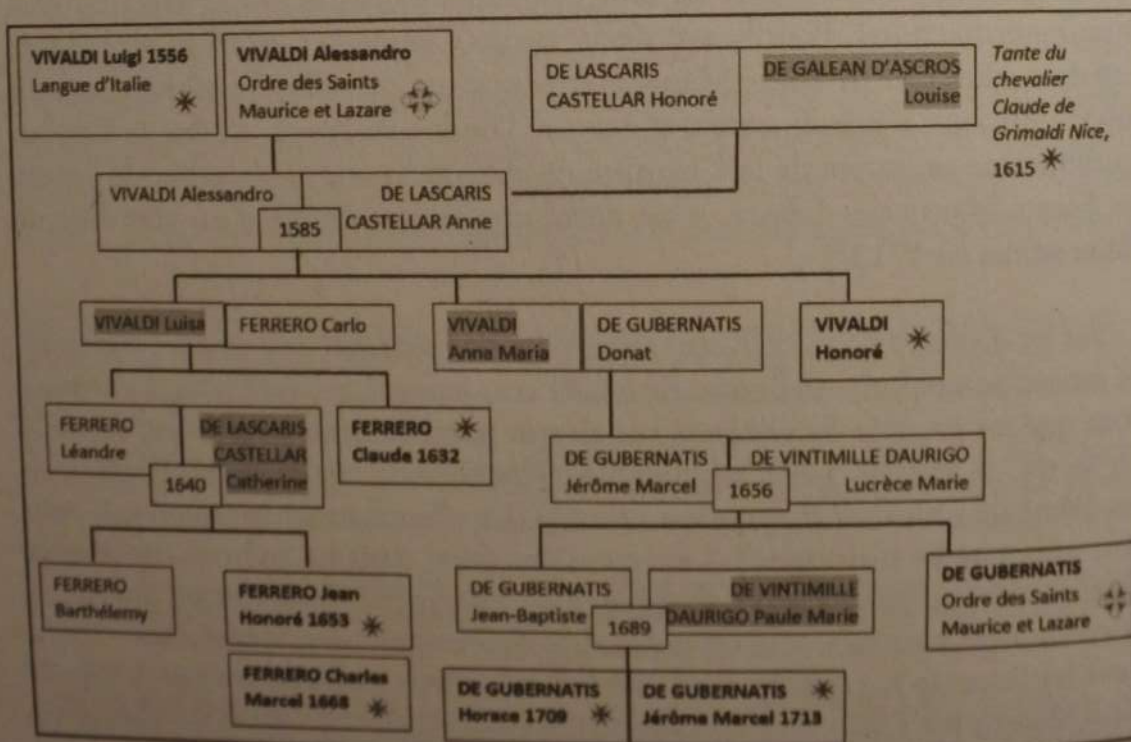 VIVALDI Luigi 1556
Langue d'Italie
VIVALDI Alessandro
Ordre des Saints
Maurice et Lazare
DE LASCARIS
CASTELLAR Honoré
DE GALEAN D'ASCROS
Louise
Tante du
chevalier
Claude de
Grimaldi Nice,
1615
VIVALDI Alessandro
DE LASCARIS
CASTELLAR Anne
1585
VIVALDI Luisa
FERRERO Carlo
VIVALDI
Anna Maria
DE GUBERNATIS
Donat
VIVALDI
Honoré
FERRERO
Léandre
DE LASCARIS
CASTELLAR
Catherine
1640
FERRERO
Claude 1632
DE GUBERNATIS
Jérôme Marcel
DE VINTIMILLE DAURIGO
Lucrèce Marie
1656
FERRERO
Barthélemy
FERRERO Jean
Honoré 1653
FERRERO Charles
Marcel 1668
DE GUBERNATIS
Jean-Baptiste
DE VINTIMILLE
DAURIGO Paule Marie
1689
DE GUBERNATIS
Ordre des Saints
Maurice et Lazare
DE GUBERNATIS
Horace 1709
DE GUBERNATIS
Jérôme Marcel 1713